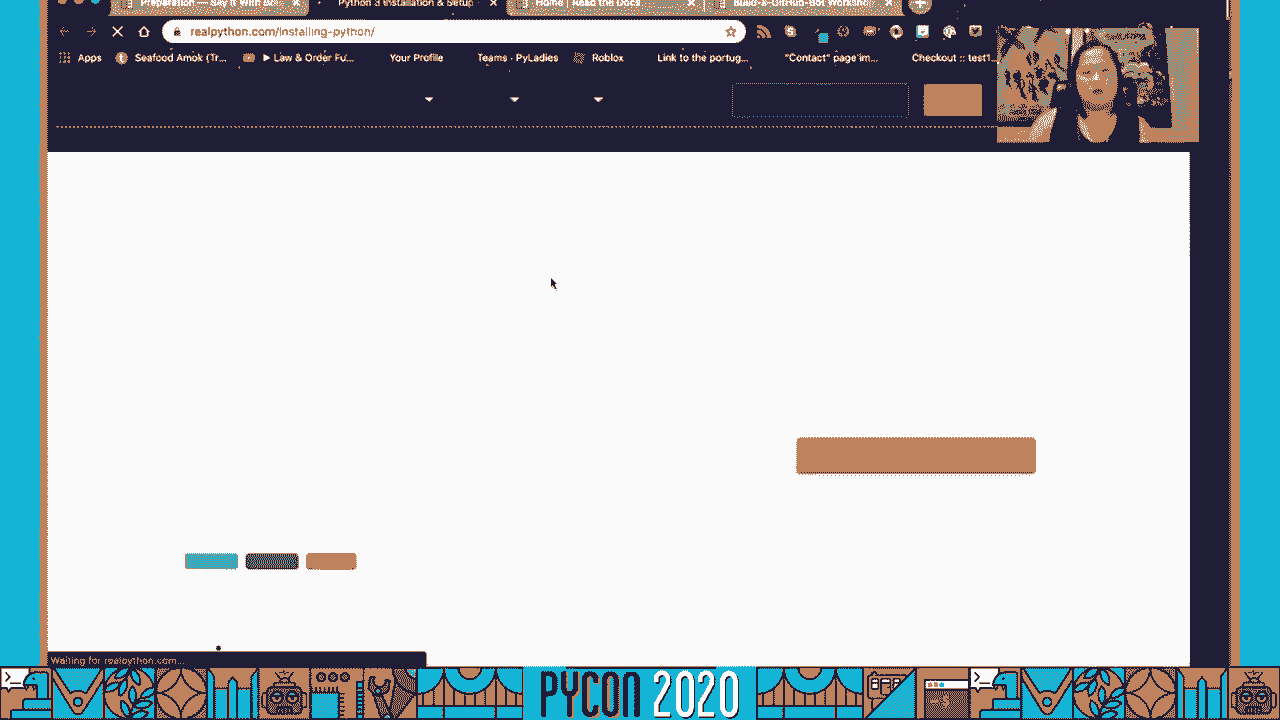 Preparation — Say It With Bo...
Python 3 Installation & Setup
Home | Read the Docs
Build-a-GitHub-Bot Worksho
realpython.com/installing-python/
Apps
Seafood Amok (Tr...
► Law & Order Fu...
Your Profile
Teams · PyLadies
Roblox
Link to the portug...
"Contact" page im...
Checkout :: test1...
Waiting for realpython.com...
PYCON 2020